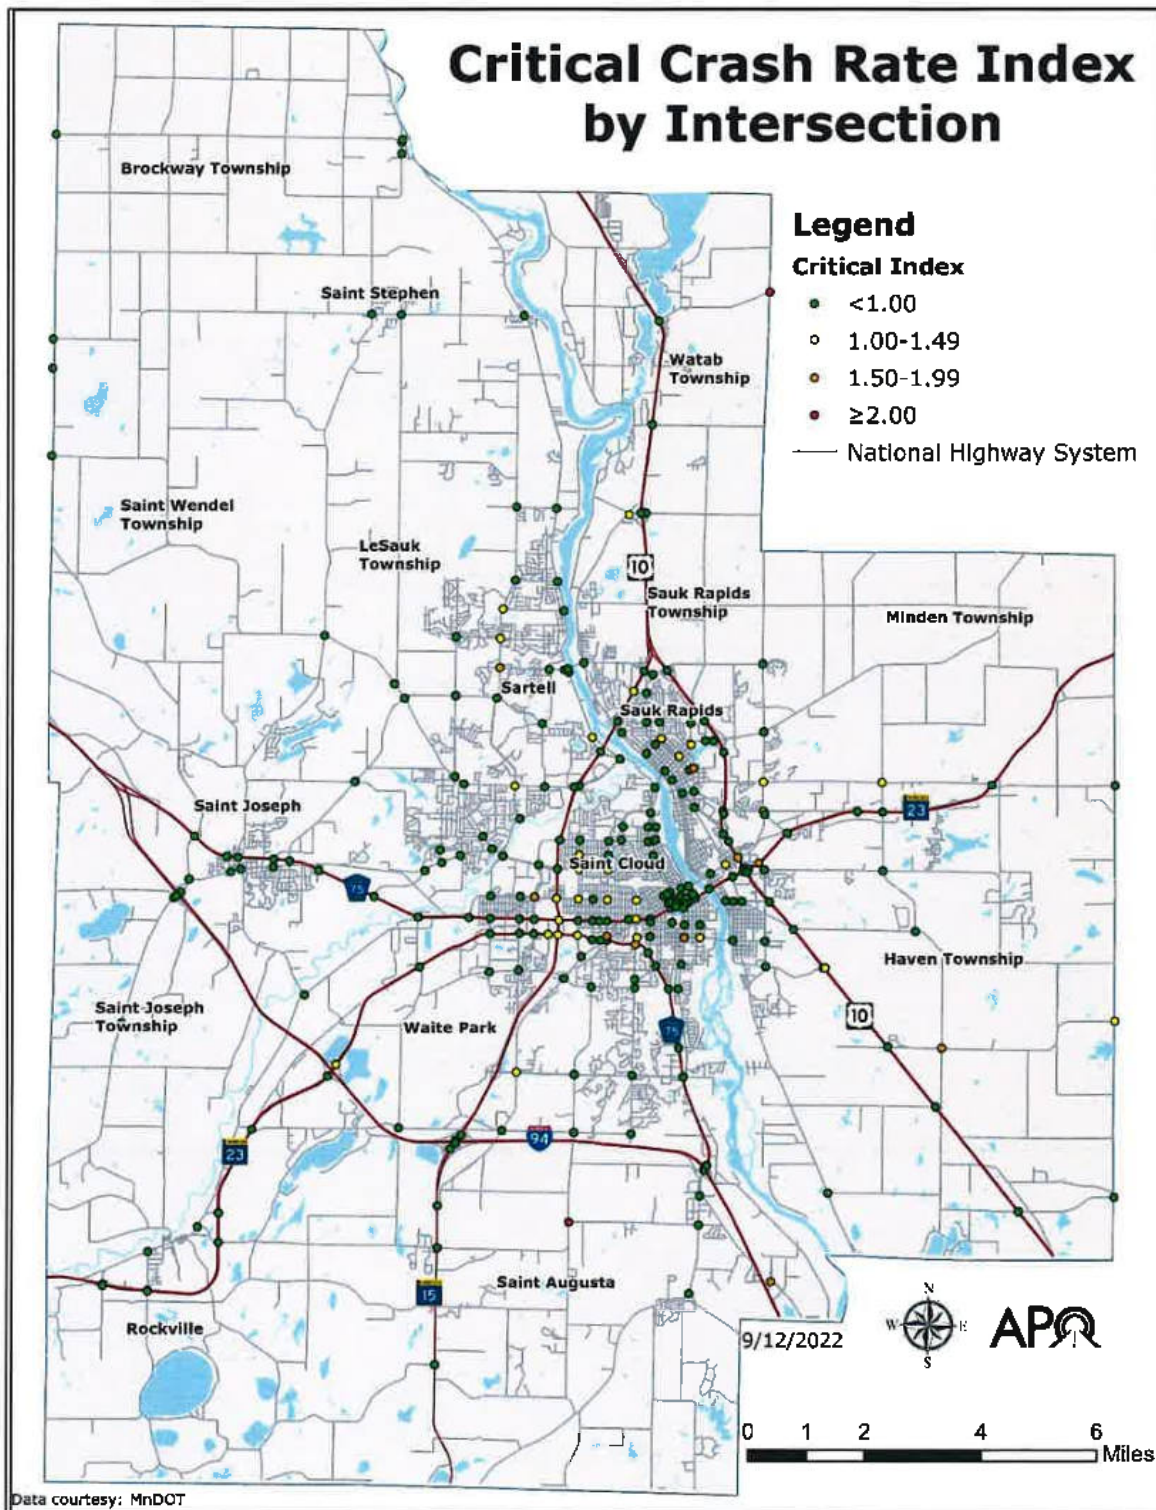 Critical Crash Rate Index
by Intersection
Brockway Township
Legend
Critical Index
<1.00
1.00-1.49
1.50-1.99
≥2.00
National Highway System
Saint Stephen
Watab
Township
Saint Wendel
Township
LeSauk
Township
10
Sauk Rapids
Township
Minden Township
Sartell
Sauk Rapids
Saint Joseph
23
Saint Cloud
75
Haven Township
Saint Joseph
Township
Waite Park
10
75
94
23
Saint Augusta
15
Rockville
9/12/2022
N
W
E
S
APO
0 1 2 4 6
Miles
Data courtesy: MnDOT